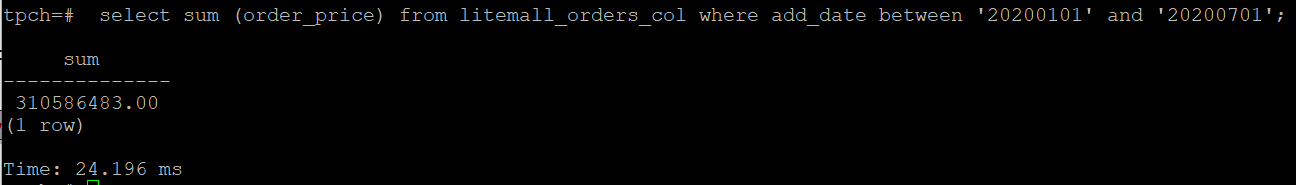 tpch=#  select sum (order_price) from litemall_orders_col where add_date between '20200101' and '20200701';
     sum
--------------
 310586483.00
(1 row)
Time: 24.196 ms